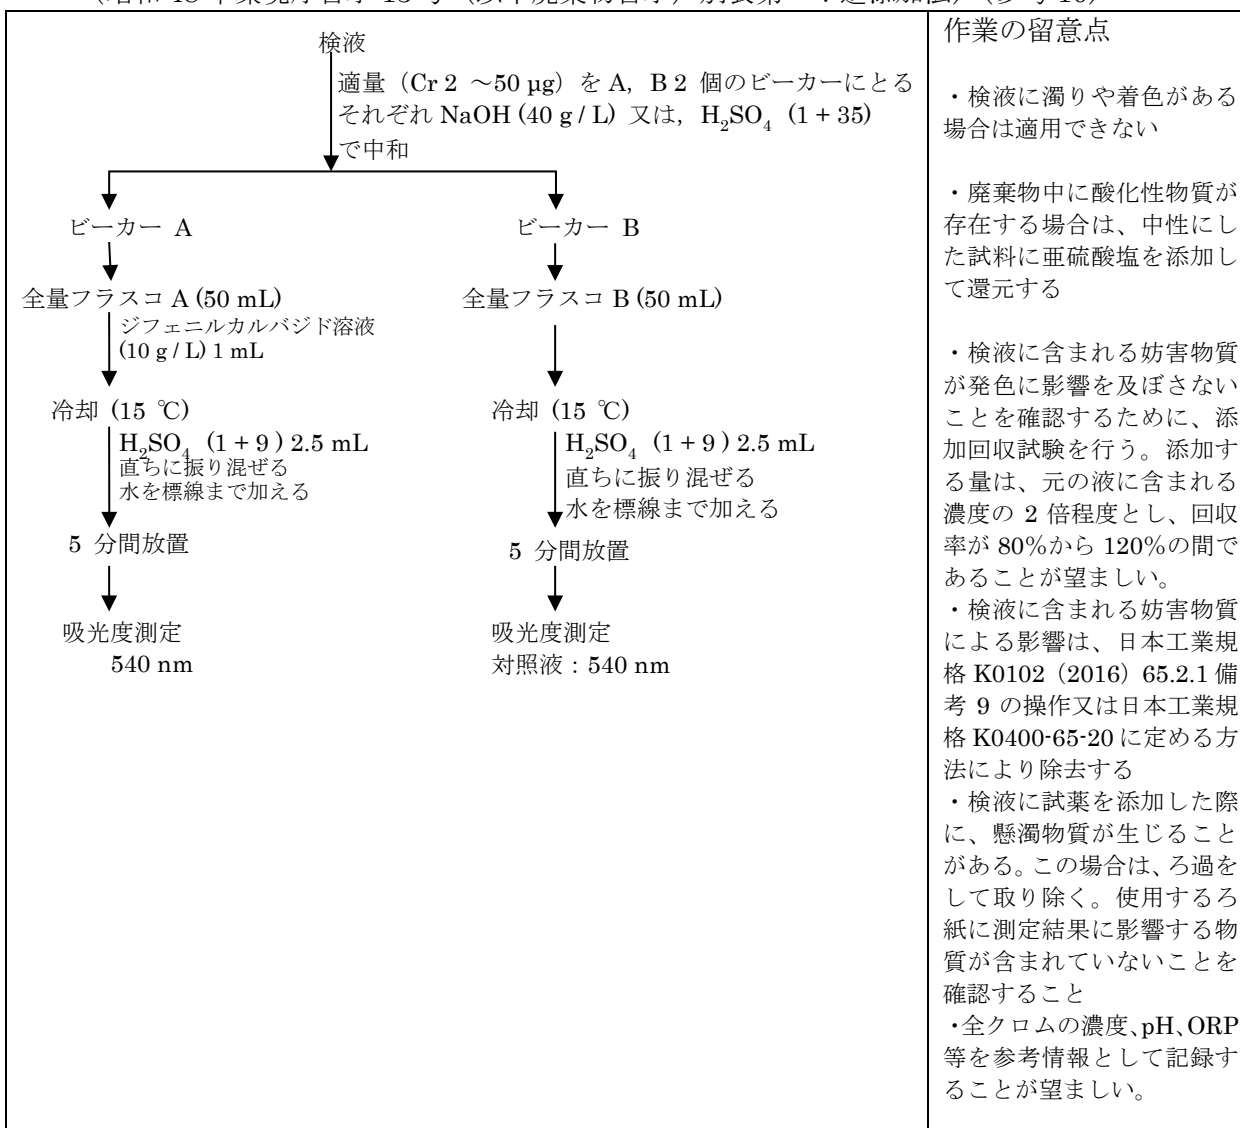 検液
適量（Cr 2 ～50 μg）を A, B 2 個のビーカーにとる
それぞれ NaOH (40 g / L) 又は, H₂SO₄ (1 + 35)
で中和
ビーカー A
ビーカー B
全量フラスコ A (50 mL)
全量フラスコ B (50 mL)
ジフェニルカルバジド溶液
(10 g / L) 1 mL
冷却 (15 ℃)
冷却 (15 ℃)
H₂SO₄ (1 + 9 ) 2.5 mL
直ちに振り混ぜる
水を標線まで加える
H₂SO₄ (1 + 9 ) 2.5 mL
直ちに振り混ぜる
水を標線まで加える
5 分間放置
5 分間放置
吸光度測定
540 nm
吸光度測定
対照液：540 nm
作業の留意点
・検液に濁りや着色がある
場合は適用できない
・廃棄物中に酸化性物質が
存在する場合は、中性にし
た試料に亜硫酸塩を添加し
て還元する
・検液に含まれる妨害物質
が発色に影響を及ぼさない
ことを確認するために、添
加回収試験を行う。添加す
る量は、元の液に含まれる
濃度の 2 倍程度とし、回収
率が 80%から 120%の間で
あることが望ましい。
・検液に含まれる妨害物質
による影響は、日本工業規
格 K0102（2016）65.2.1 備
考 9 の操作又は日本工業規
格 K0400-65-20 に定める方
法により除去する
・検液に試薬を添加した際
に、懸濁物質が生じること
がある。この場合は、ろ過を
して取り除く。使用するろ
紙に測定結果に影響する物
質が含まれていないことを
確認すること
・全クロムの濃度、pH、ORP
等を参考情報として記録す
ることが望ましい。